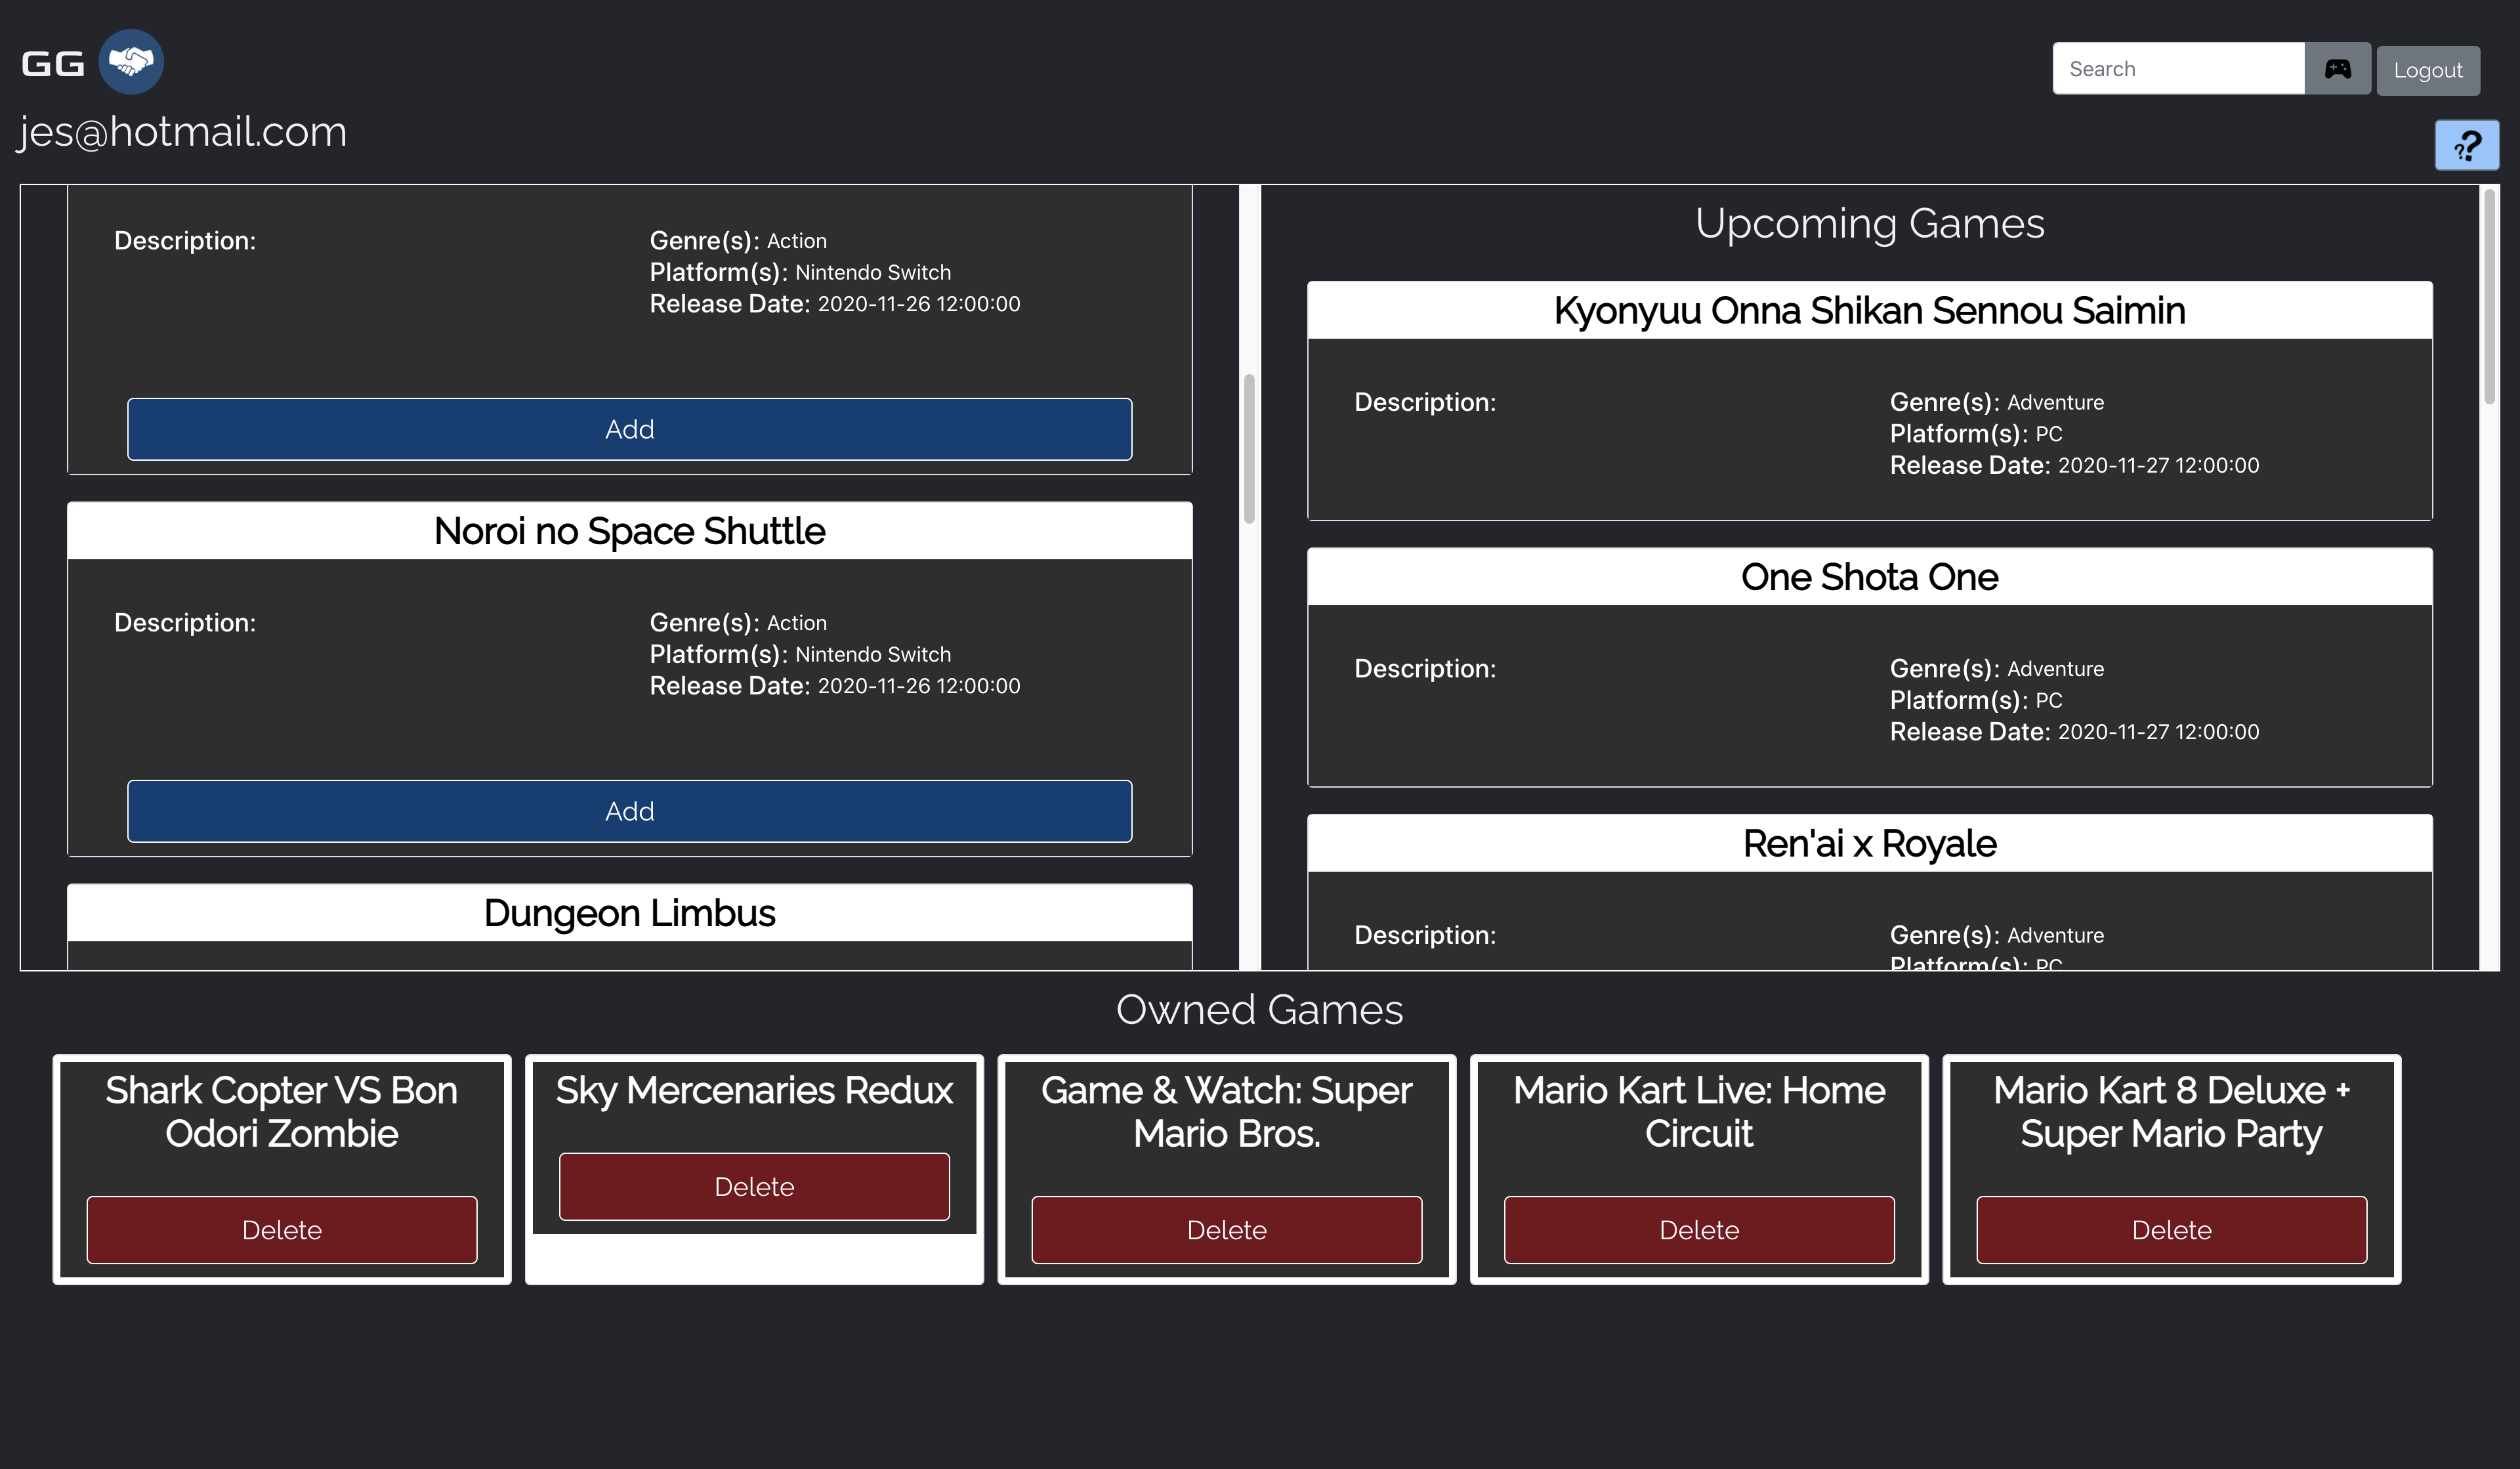 GG
Search
Logout
jes@hotmail.com
??
Description:
Genre(s): Action
Platform(s): Nintendo Switch
Release Date: 2020-11-26 12:00:00
Add
Noroi no Space Shuttle
Description:
Genre(s): Action
Platform(s): Nintendo Switch
Release Date: 2020-11-26 12:00:00
Add
Dungeon Limbus
Upcoming Games
Kyonyuu Onna Shikan Sennou Saimin
Description:
Genre(s): Adventure
Platform(s): PC
Release Date: 2020-11-27 12:00:00
One Shota One
Description:
Genre(s): Adventure
Platform(s): PC
Release Date: 2020-11-27 12:00:00
Ren'ai x Royale
Description:
Genre(s): Adventure
Platform(s): PC
Owned Games
Shark Copter VS Bon
Odori Zombie
Delete
Sky Mercenaries Redux
Delete
Game & Watch: Super
Mario Bros.
Delete
Mario Kart Live: Home
Circuit
Delete
Mario Kart 8 Deluxe +
Super Mario Party
Delete